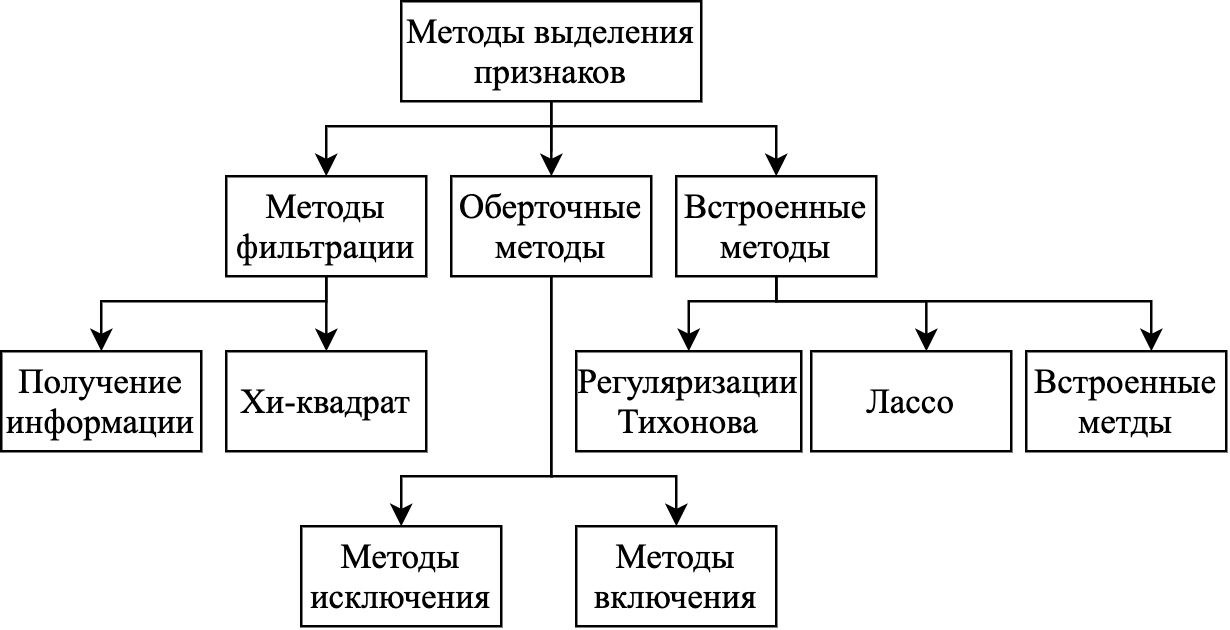 Методы выделения
признаков
Методы
фильтрации
Оберточные
методы
Встроенные
методы
Получение
информации
Хи-квадрат
Регуляризации
Тихонова
Лассо
Встроенные
метды
Методы
исключения
Методы
включения